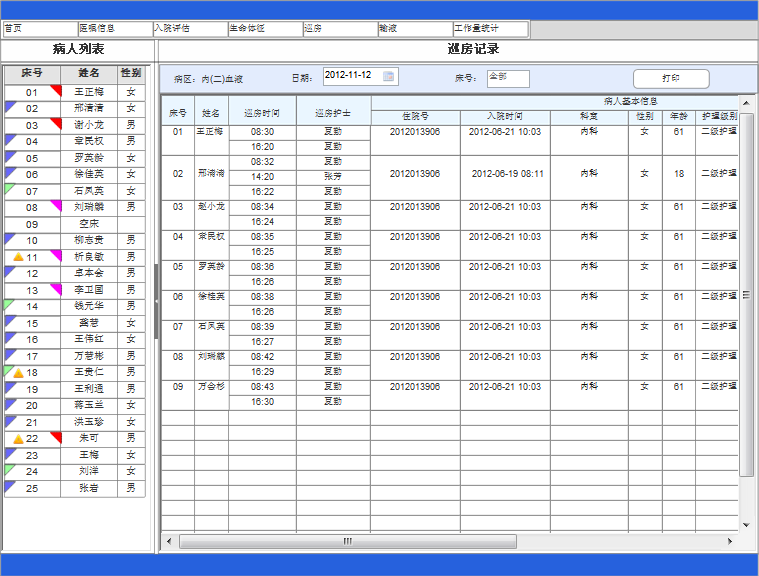 首页 医嘱信息 入院评估 生命体征 巡房 输液 工作量统计
病人列表
床号 姓名 性别
01 王正梅 女
02 邢清清 女
03 谢小龙 男
04 章民权 男
05 罗英龄 女
06 徐佳英 女
07 石凤英 女
08 刘瑞麟 男
09 空床
10 柳志贵 男
11 析良敏 男
12 卓本会 男
13 李卫国 男
14 钱元华 男
15 龚慧 女
16 王伟红 女
17 万慧彬 男
18 王贵仁 男
19 王利通 男
20 蒋玉兰 女
21 洪玉珍 女
22 朱可 男
23 王梅 女
24 刘洋 女
25 张岩 男
巡房记录
病区: 内(二)血液 日期: 2012-11-12 床号: 全部 打印
床号 姓名 巡房时间 巡房护士 病人基本信息
住院号 入院时间 科室 性别 年龄 护理级别
01 王正梅 08:30 夏勤 2012013906 2012-06-21 10:03 内科 女 61 二级护理
16:20 夏勤
08:32 夏勤
02 邢清清 14:20 张芳 2012013906 2012-06-19 08:11 内科 女 18 二级护理
16:22 夏勤
03 赵小龙 08:34 夏勤 2012013906 2012-06-21 10:03 内科 女 61 二级护理
16:24 夏勤
04 章民权 08:35 夏勤 2012013906 2012-06-21 10:03 内科 女 61 二级护理
16:25 夏勤
05 罗英龄 08:36 夏勤 2012013906 2012-06-21 10:03 内科 女 61 二级护理
16:26 夏勤
06 徐佳英 08:38 夏勤 2012013906 2012-06-21 10:03 内科 女 61 二级护理
16:26 夏勤
07 石凤英 08:39 夏勤 2012013906 2012-06-21 10:03 内科 女 61 二级护理
16:27 夏勤
08 刘瑞麒 08:42 夏勤 2012013906 2012-06-21 10:03 内科 女 61 二级护理
16:29 夏勤
09 万会杉 08:43 夏勤 2012013906 2012-06-21 10:03 内科 女 61 二级护理
16:30 夏勤